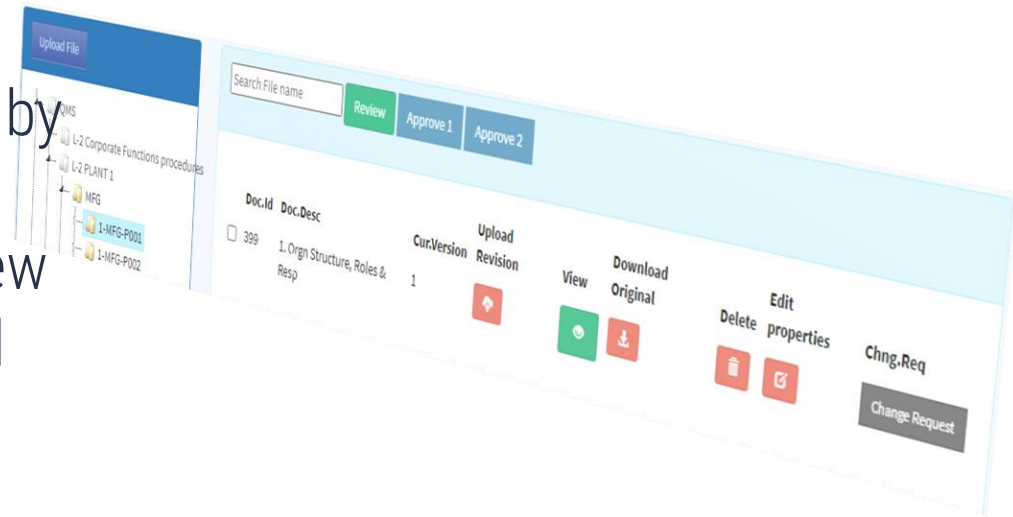 by
ew
Upload File
QMS
L-2 Corporate Functions procedures
L-2 PLANT 1
MFG
1-MFG-P001
1-MFG-P002
Search File name
Review
Approve 1
Approve 2
Doc.Id Doc.Desc Cur.Version Upload Revision View Download Original Delete Edit properties Chng.Req
399 1. Orgn Structure, Roles & Resp 1 Change Request